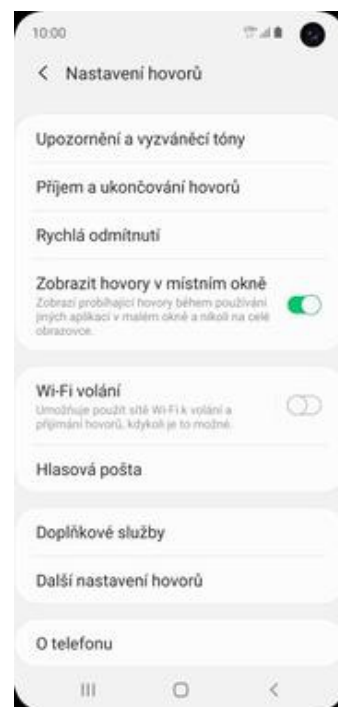 10:00
Nastavení hovorů
Upozornění a vyzváněcí tóny
Příjem a ukončování hovorů
Rychlá odmítnutí
Zobrazit hovory v místním okně
Zobrazí probíhající hovory během používání
jiných aplikací v malém okně a nikoli na celé
obrazovce.
Wi-Fi volání
Umožňuje použít sítě Wi-Fi k volání a
přijímání hovorů, kdykoli je to možné.
Hlasová pošta
Doplňkové služby
Další nastavení hovorů
O telefonu